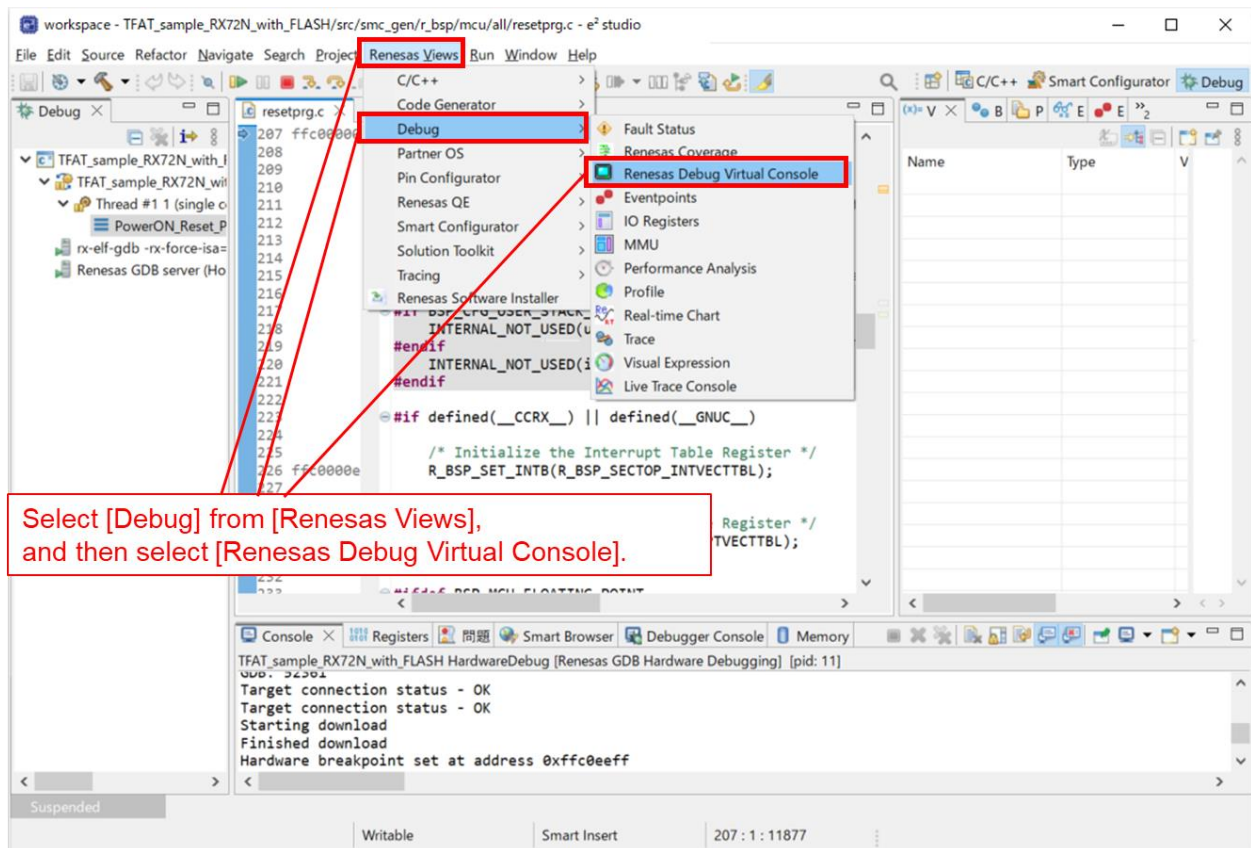 workspace - TFAT_sample_RX72N_with_FLASH/src/smc_gen/r_bsp/mcu/all/resetprg.c - e² studio
File Edit Source Refactor Navigate Search Project Renesas Views Run Window Help
C/C++ Smart Configurator Debug
Debug
resetprg.c
V B P E E 2
TFAT_sample_RX72N_with_F
TFAT_sample_RX72N_wit
Thread #1 1 (single c
PowerON_Reset_P
rx-elf-gdb -rx-force-isa=
Renesas GDB server (Ho
C/C++
Code Generator
Debug
Partner OS
Pin Configurator
Renesas QE
Smart Configurator
Solution Toolkit
Tracing
Renesas Software Installer
Fault Status
Renesas Coverage
Renesas Debug Virtual Console
Eventpoints
IO Registers
MMU
Performance Analysis
Profile
Real-time Chart
Trace
Visual Expression
Live Trace Console
Name Type V
207
208
209
210
211
212
213
214
215
216
217 #if BSP_CFG_USER_STACK_
218 INTERNAL_NOT_USED(u
219 #endif
220 INTERNAL_NOT_USED(i
221 #endif
222
223 #if defined(__CCRX__) || defined(__GNUC__)
224
225 /* Initialize the Interrupt Table Register */
226 ffc0000e R_BSP_SET_INTB(R_BSP_SECTOP_INTVECTTBL);
227
Register */
TVECTTBL);
Select [Debug] from [Renesas Views],
and then select [Renesas Debug Virtual Console].
Console Registers 問題 Smart Browser Debugger Console Memory
TFAT_sample_RX72N_with_FLASH HardwareDebug [Renesas GDB Hardware Debugging] [pid: 11]
Target connection status - OK
Target connection status - OK
Starting download
Finished download
Hardware breakpoint set at address 0xffc0eeff
Suspended
Writable Smart Insert 207 : 1 : 11877